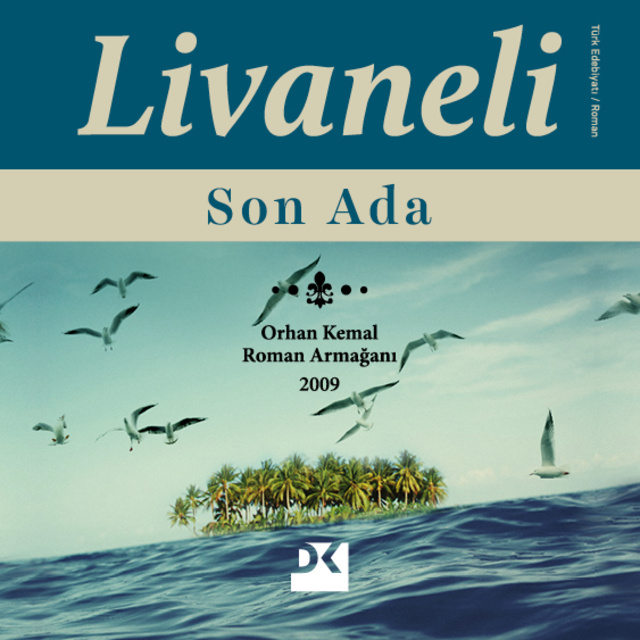 Livaneli
Türk Edebiyatı / Roman
Son Ada
Orhan Kemal
Roman Armağanı
2009
DK